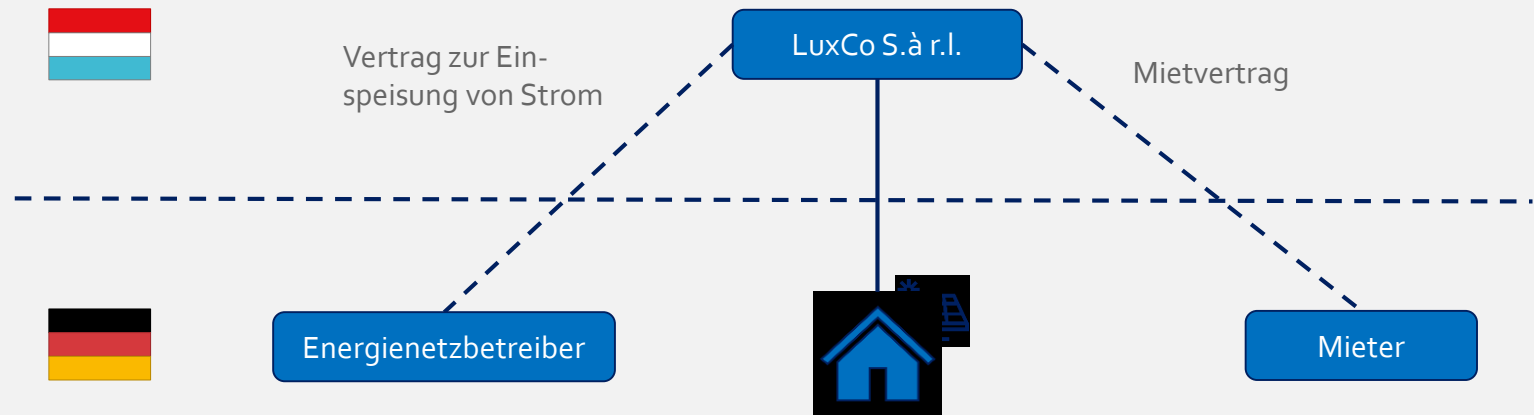 LuxCo S.à r.l.
Vertrag zur Ein-
speisung von Strom
Mietvertrag
Energienetzbetreiber
Mieter